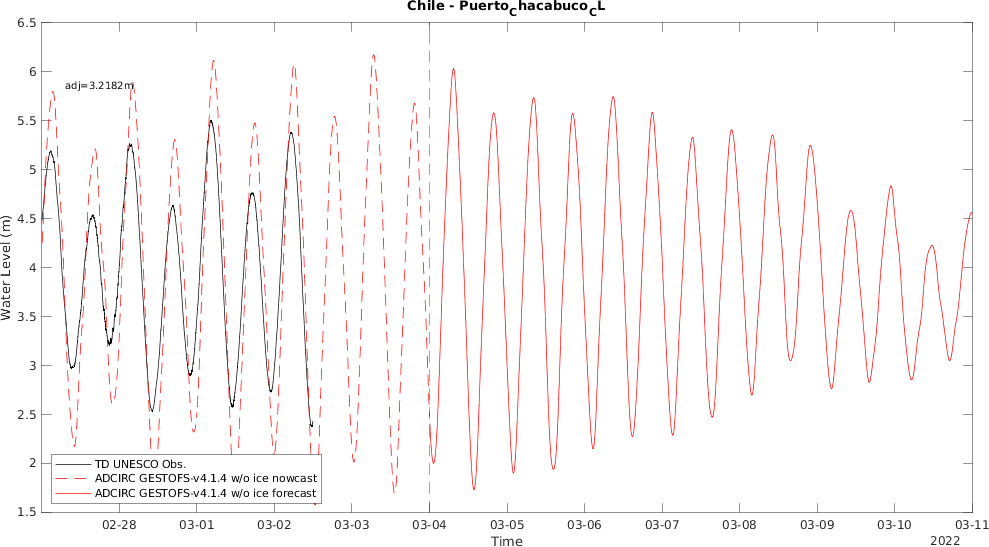 Chile - Puerto_Chacabuco_CL
6.5
6
5.5
5
4.5
4
3.5
3
2.5
2
1.5
Water Level (m)
adj=3.2182m
TD UNESCO Obs.
ADCIRC GESTOFS-v4.1.4 w/o ice nowcast
ADCIRC GESTOFS-v4.1.4 w/o ice forecast
02-28 03-01 03-02 03-03 03-04 03-05 03-06 03-07 03-08 03-09 03-10 03-11
Time
2022